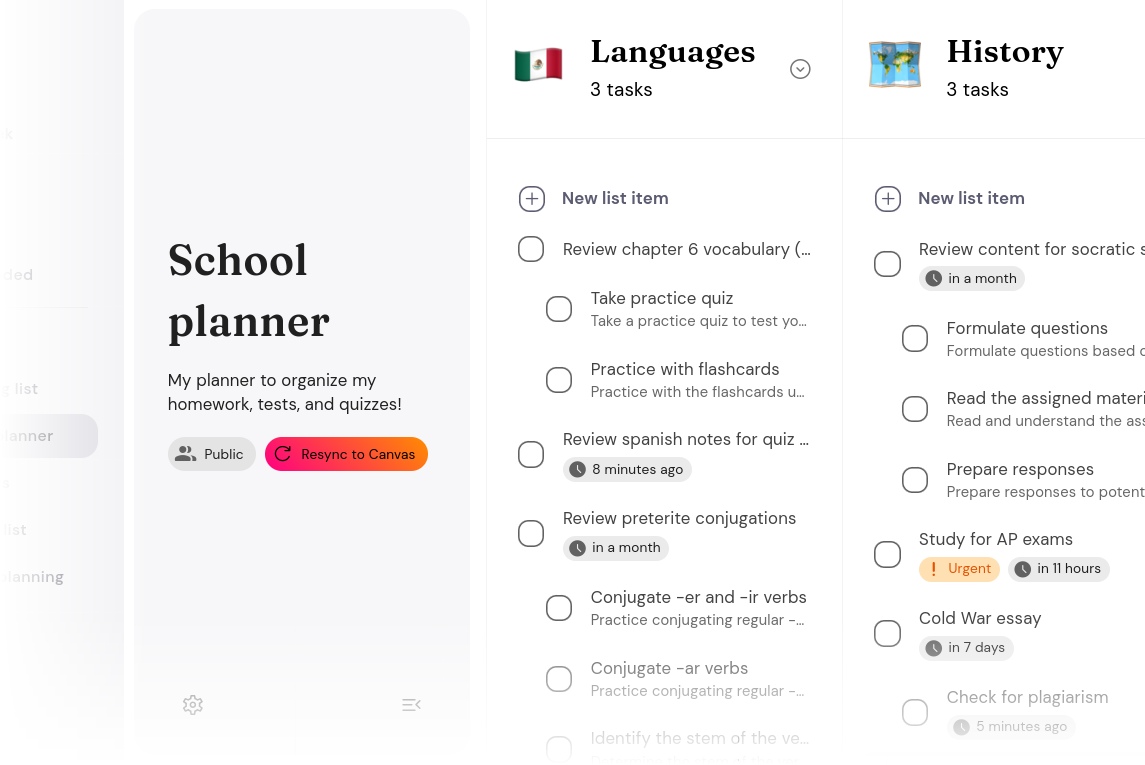 k
ded
list
anner
list
lanning
School
planner
My planner to organize my
homework, tests, and quizzes!
Public
Resync to Canvas
Languages
3 tasks
New list item
Review chapter 6 vocabulary (...
Take practice quiz
Take a practice quiz to test yo...
Practice with flashcards
Practice with the flashcards u...
Review spanish notes for quiz ...
8 minutes ago
Review preterite conjugations
in a month
Conjugate -er and -ir verbs
Practice conjugating regular -...
Conjugate -ar verbs
Practice conjugating regular -...
Identify the stem of the ve...
History
3 tasks
New list item
Review content for socratic s
in a month
Formulate questions
Formulate questions based
Read the assigned materi
Read and understand the ass
Prepare responses
Prepare responses to potent
Study for AP exams
! Urgent
in 11 hours
Cold War essay
in 7 days
Check for plagiarism
5 minutes ago